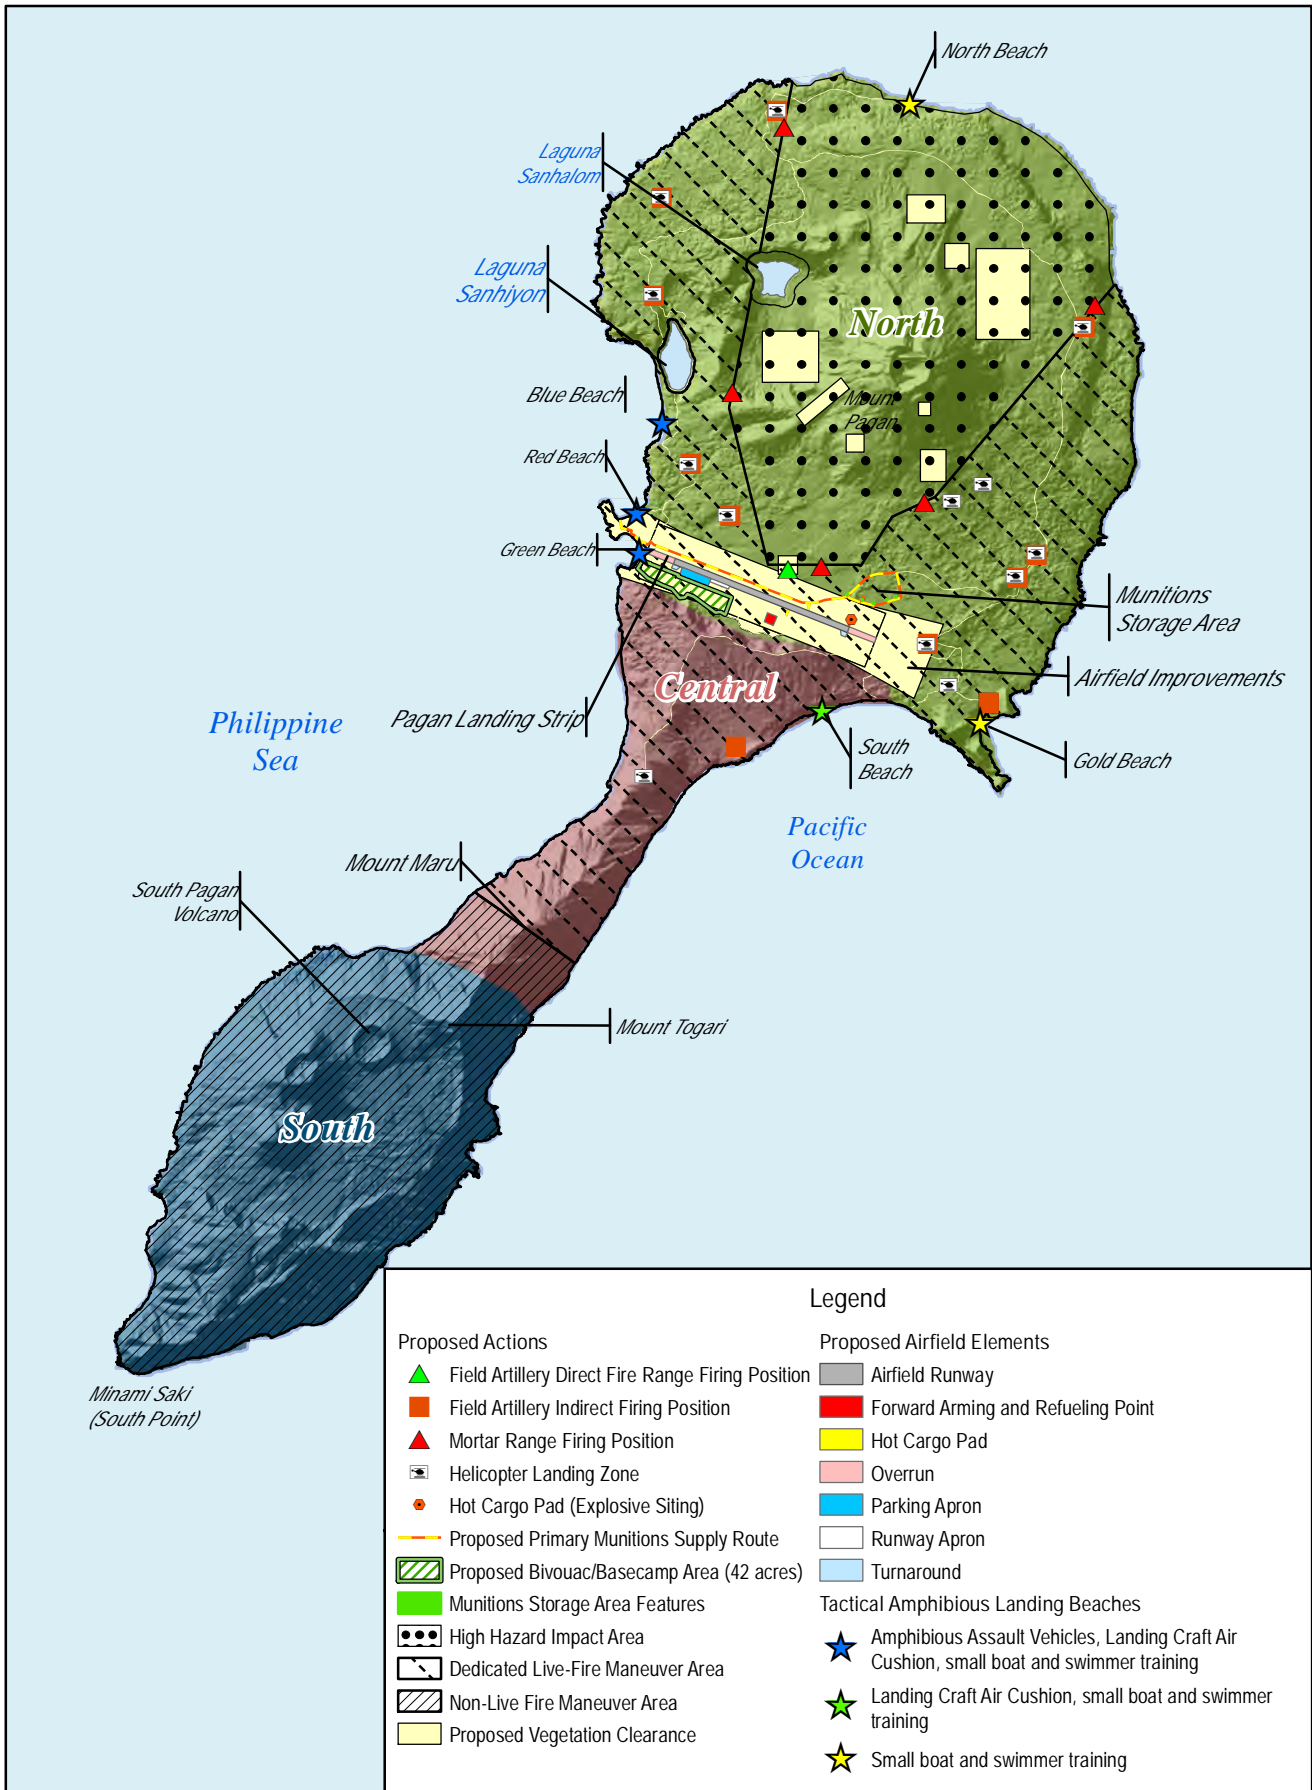 North Beach
Laguna
Sanhalom
Laguna
Sanhiyon
North
Blue Beach
Mount
Pagan
Red Beach
Green Beach
Munitions
Storage Area
Airfield Improvements
Central
Pagan Landing Strip
Philippine
Sea
South
Beach
Gold Beach
Pacific
Ocean
Mount Maru
South Pagan
Volcano
Mount Togari
South
Minami Saki
(South Point)
Legend
Proposed Actions
Field Artillery Direct Fire Range Firing Position
Field Artillery Indirect Firing Position
Mortar Range Firing Position
Helicopter Landing Zone
Hot Cargo Pad (Explosive Siting)
Proposed Primary Munitions Supply Route
Proposed Bivouac/Basecamp Area (42 acres)
Munitions Storage Area Features
High Hazard Impact Area
Dedicated Live-Fire Maneuver Area
Non-Live Fire Maneuver Area
Proposed Vegetation Clearance
Proposed Airfield Elements
Airfield Runway
Forward Arming and Refueling Point
Hot Cargo Pad
Overrun
Parking Apron
Runway Apron
Turnaround
Tactical Amphibious Landing Beaches
Amphibious Assault Vehicles, Landing Craft Air
Cushion, small boat and swimmer training
Landing Craft Air Cushion, small boat and swimmer
training
Small boat and swimmer training